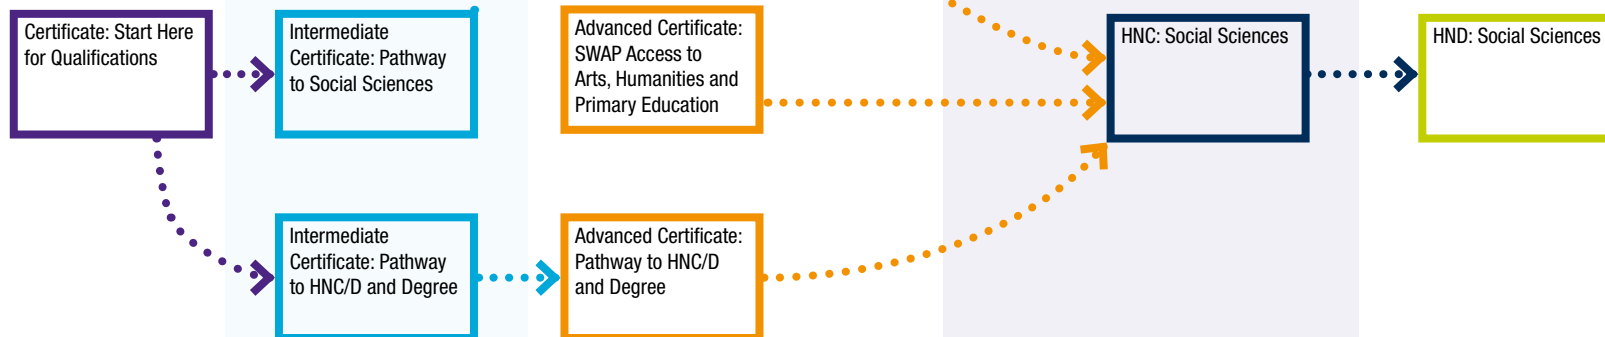 Certificate: Start Here
for Qualifications
Intermediate
Certificate: Pathway
to Social Sciences
Advanced Certificate:
SWAP Access to
Arts, Humanities and
Primary Education
HNC: Social Sciences
HND: Social Sciences
Intermediate
Certificate: Pathway
to HNC/D and Degree
Advanced Certificate:
Pathway to HNC/D
and Degree